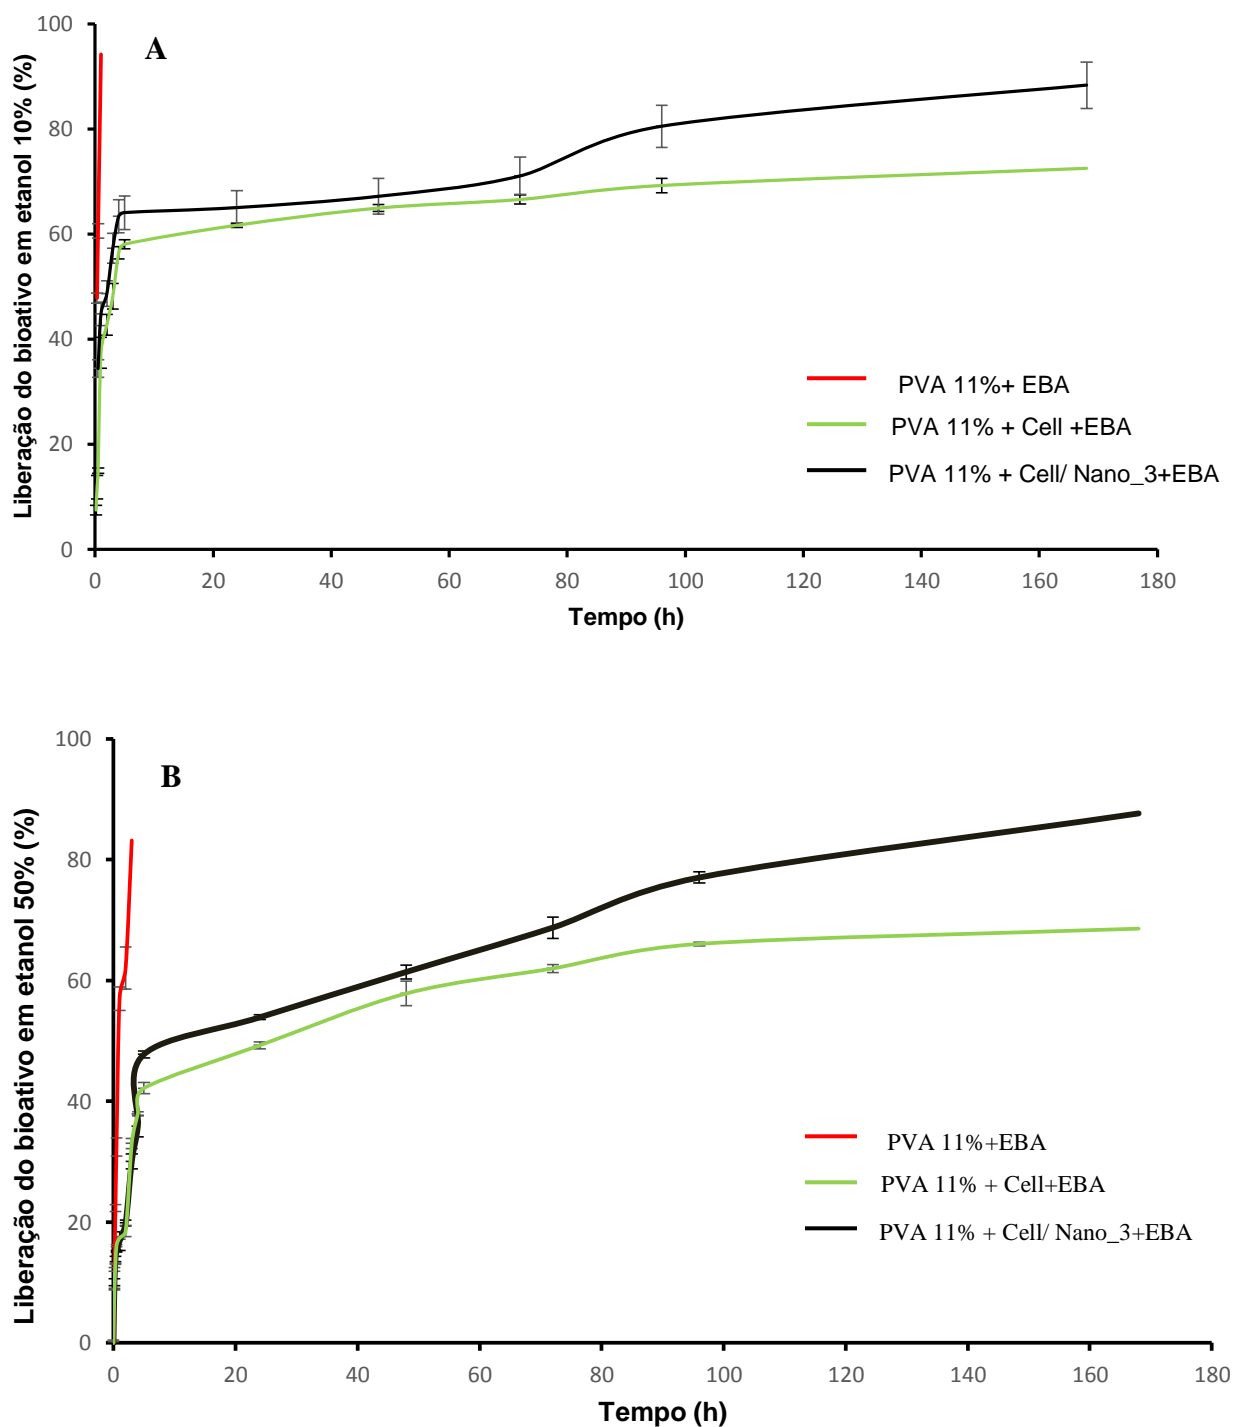 A
Liberação do bioativo em etanol 10% (%)
100
80
60
40
20
0
PVA 11%+ EBA
PVA 11% + Cell +EBA
PVA 11% + Cell/ Nano_3+EBA
0 20 40 60 80 100 120 140 160 180
Tempo (h)
B
Liberação do bioativo em etanol 50% (%)
100
80
60
40
20
0
PVA 11%+EBA
PVA 11% + Cell+EBA
PVA 11% + Cell/ Nano_3+EBA
0 20 40 60 80 100 120 140 160 180
Tempo (h)